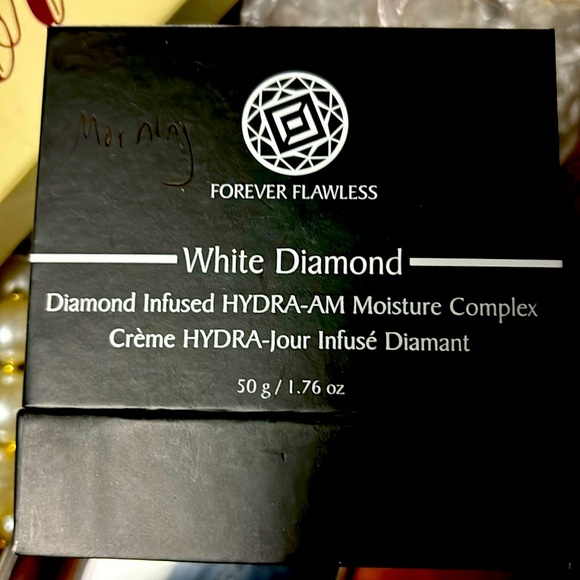 Morning
FOREVER FLAWLESS
White Diamond
Diamond Infused HYDRA-AM Moisture Complex
Crème HYDRA-Jour Infusé Diamant
50 g / 1.76 oz